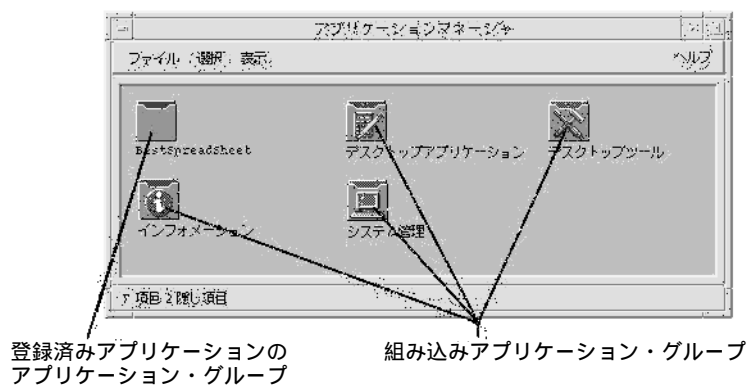 アプリケーションマネージャ
ファイル 選択 表示 ヘルプ
BestSpreadsheet デスクトップアプリケーション デスクトップツール
インフォメーション システム管理
7 項目 2 隠し項目
登録済みアプリケーションの
アプリケーション・グループ
組み込みアプリケーション・グループ